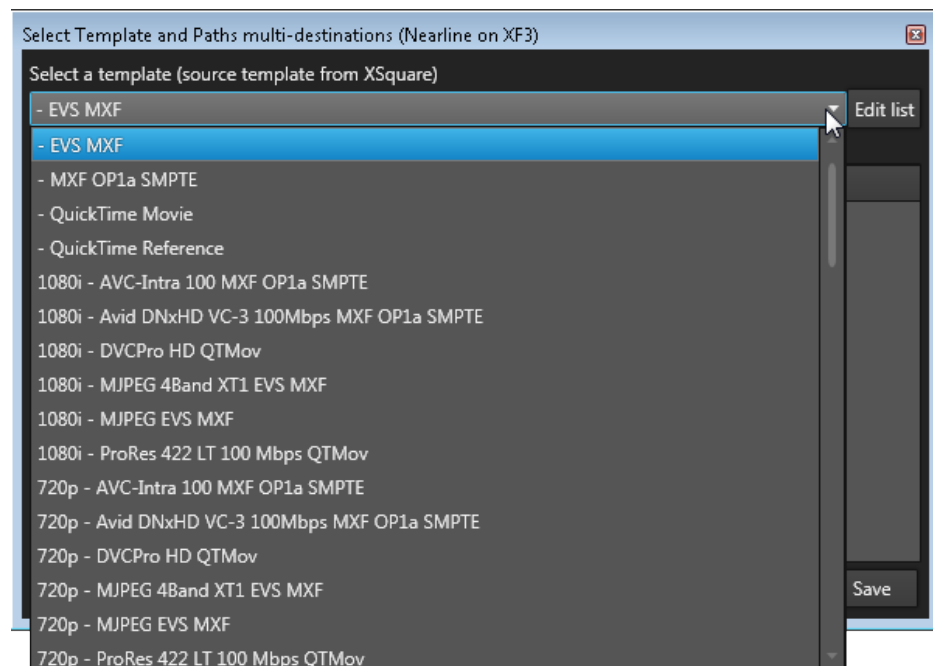 Select Template and Paths multi-destinations (Nearline on XF3)
Select a template (source template from XSquare)
- EVS MXF Edit list
- EVS MXF
- MXF OP1a SMPTE
- QuickTime Movie
- QuickTime Reference
1080i - AVC-Intra 100 MXF OP1a SMPTE
1080i - Avid DNxHD VC-3 100Mbps MXF OP1a SMPTE
1080i - DVCPro HD QTMov
1080i - MJPEG 4Band XT1 EVS MXF
1080i - MJPEG EVS MXF
1080i - ProRes 422 LT 100 Mbps QTMov
720p - AVC-Intra 100 MXF OP1a SMPTE
720p - Avid DNxHD VC-3 100Mbps MXF OP1a SMPTE
720p - DVCPro HD QTMov
720p - MJPEG 4Band XT1 EVS MXF Save
720p - MJPEG EVS MXF
720p - ProRes 422 LT 100 Mbps QTMov